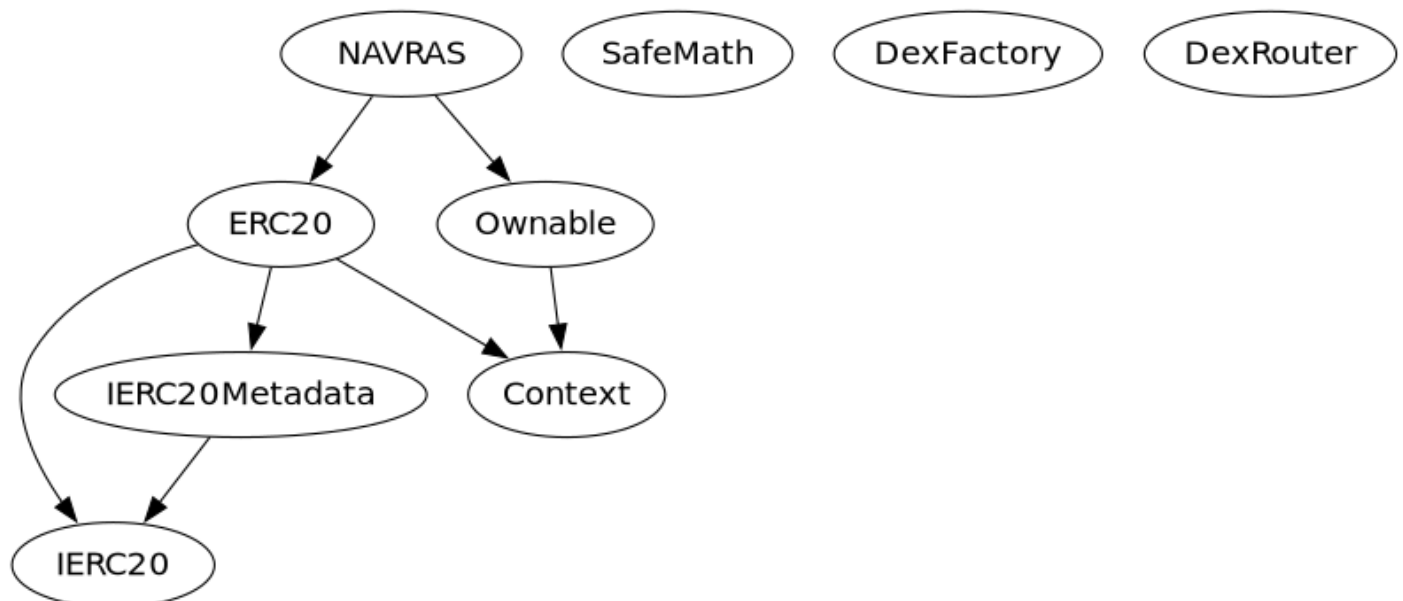 NAVRAS
SafeMath
DexFactory
DexRouter
ERC20
Ownable
IERC20Metadata
Context
IERC20